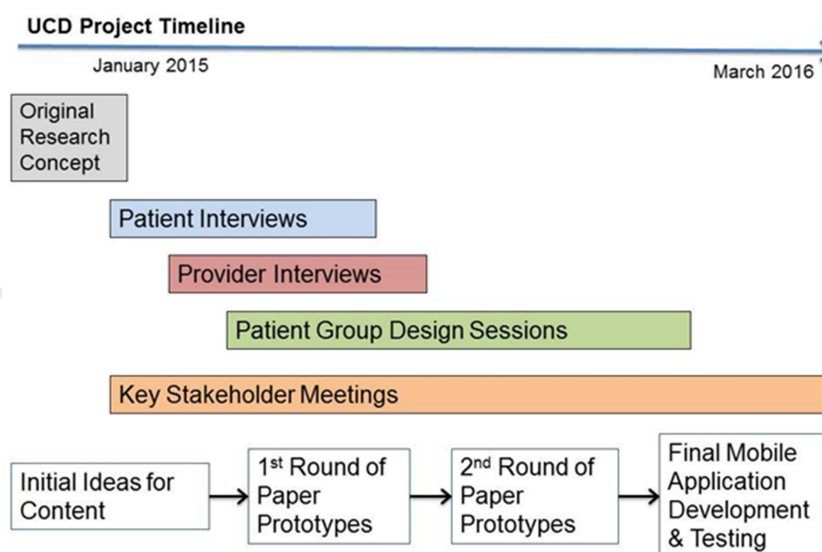 UCD Project Timeline
January 2015
March 2016
Original
Research
Concept
Patient Interviews
Provider Interviews
Patient Group Design Sessions
Key Stakeholder Meetings
Initial Ideas for
Content
1st Round of
Paper
Prototypes
2nd Round of
Paper
Prototypes
Final Mobile
Application
Development
& Testing